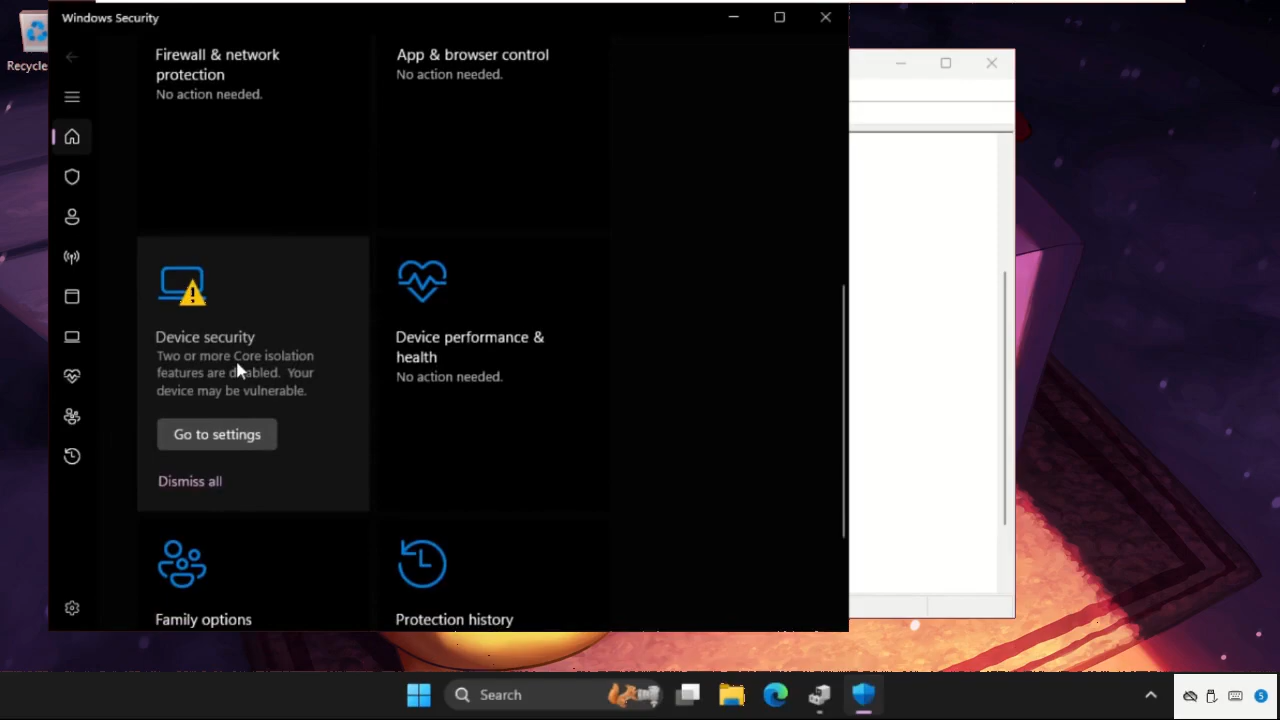 Windows Security
Recycle
Firewall & network
protection
No action needed.
App & browser control
No action needed.
Device security
Two or more Core isolation
features are disabled. Your
device may be vulnerable.
Go to settings
Dismiss all
Device performance &
health
No action needed.
Family options
Protection history
Search
5